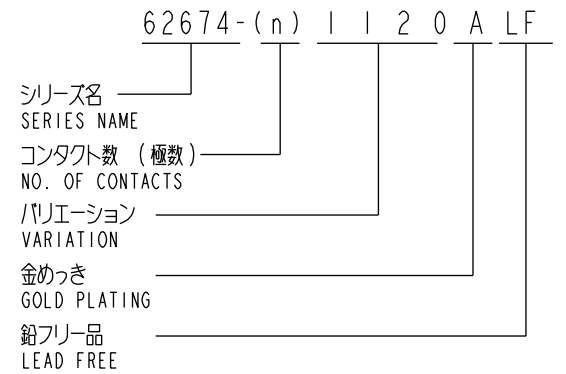 62674-(n) 1120 A LF
シリーズ名
SERIES NAME
コンタクト数 (極数)
NO. OF CONTACTS
バリエーション
VARIATION
金めっき
GOLD PLATING
鉛フリー品
LEAD FREE